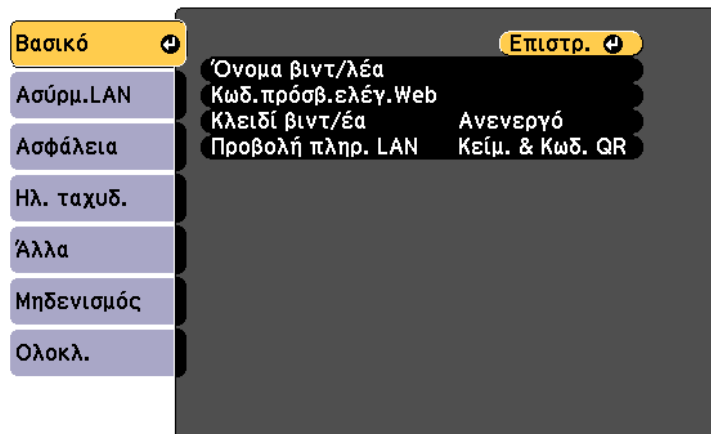 Βασικό
Ασύρμ.LAN
Ασφάλεια
Ηλ. ταχυδ.
Άλλα
Μηδενισμός
Ολοκλ.
Επιστρ.
Όνομα βιντ/λέα
Κωδ.πρόσβ.ελέγ.Web
Κλειδί βιντ/έα Ανενεργό
Προβολή πληρ. LAN Κείμ. & Κωδ. QR